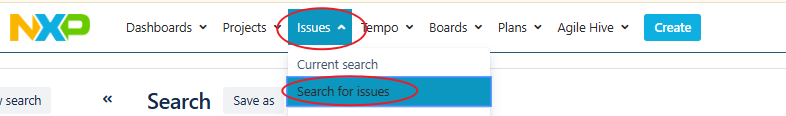 NXP Dashboards Projects Issues Tempo Boards Plans Agile Hive Create
Current search
Search for issues
search « Search Save as